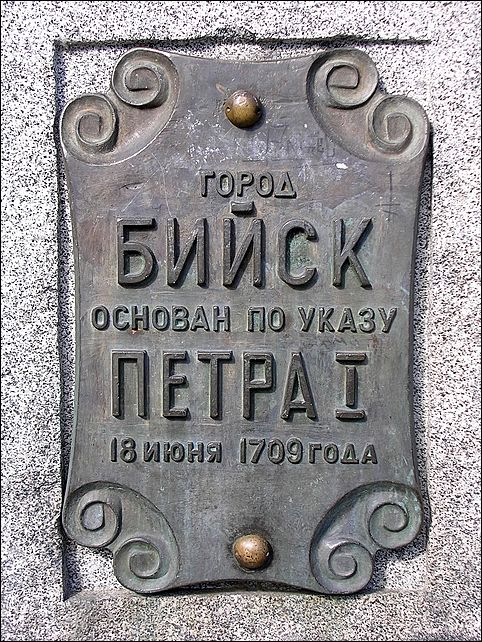 ГОРОД
БИЙСК
ОСНОВАН ПО УКАЗУ
ПЕТРА I
18 ИЮНЯ 1709 ГОДА